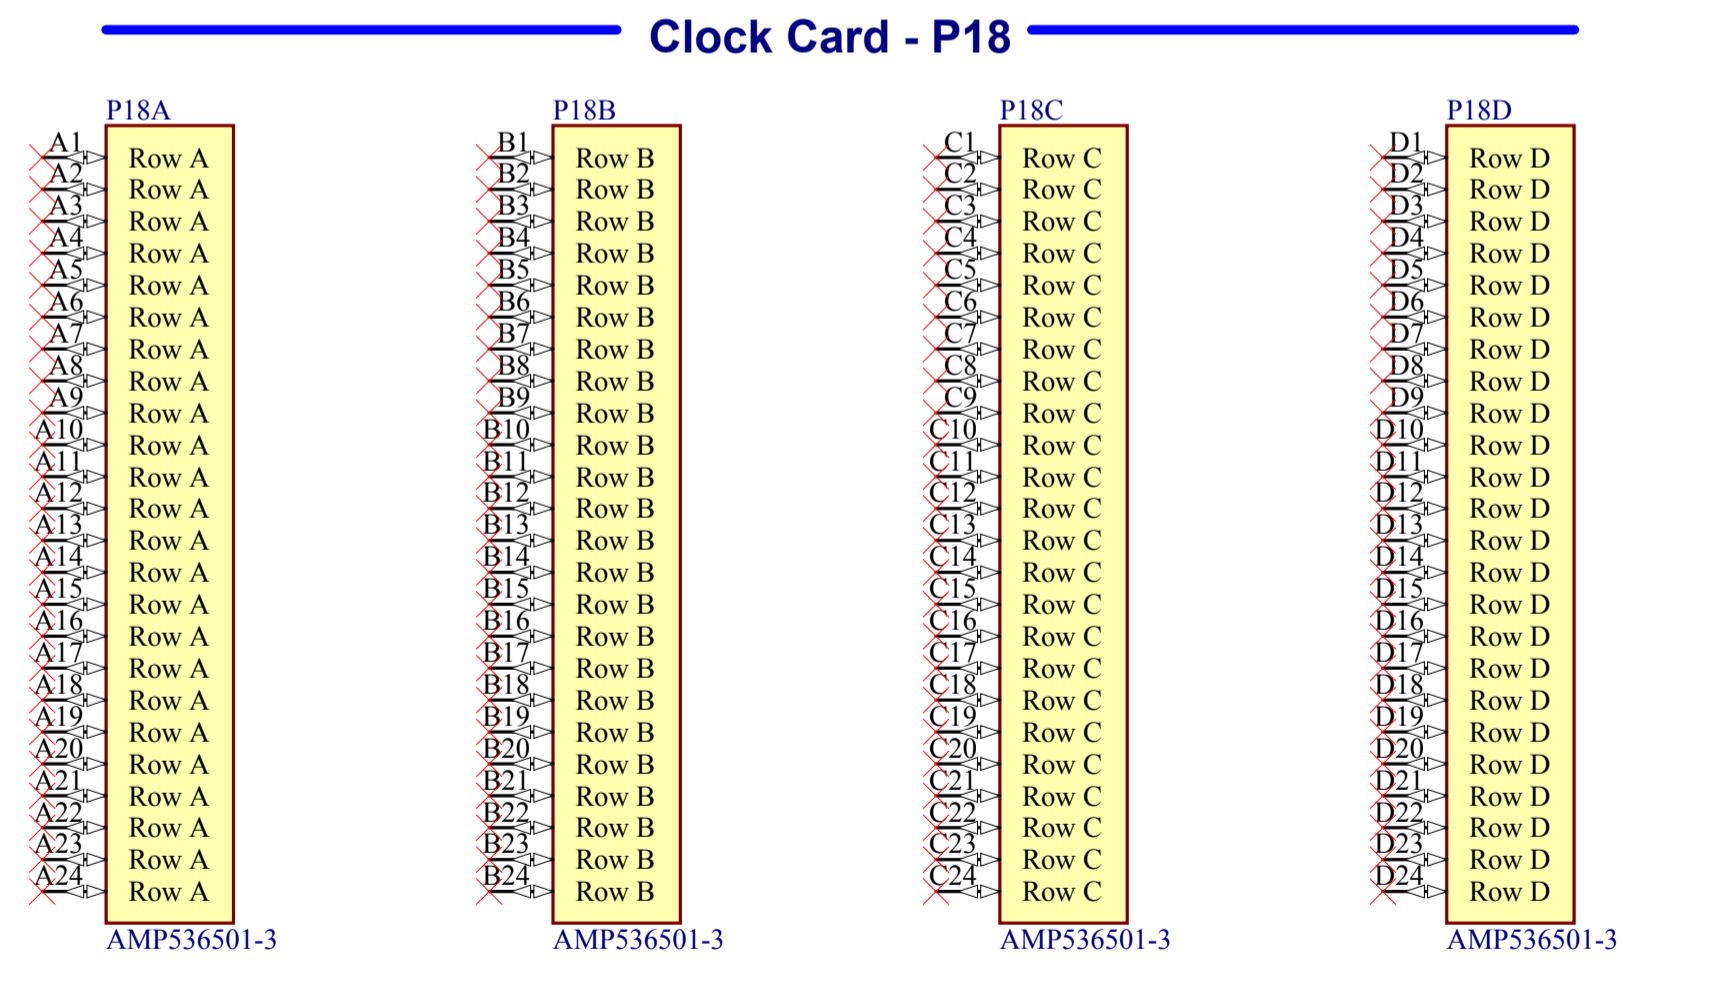 Clock Card - P18
P18A P18B P18C P18D
A1 Row A B1 Row B C1 Row C D1 Row D
A2 Row A B2 Row B C2 Row C D2 Row D
A3 Row A B3 Row B C3 Row C D3 Row D
A4 Row A B4 Row B C4 Row C D4 Row D
A5 Row A B5 Row B C5 Row C D5 Row D
A6 Row A B6 Row B C6 Row C D6 Row D
A7 Row A B7 Row B C7 Row C D7 Row D
A8 Row A B8 Row B C8 Row C D8 Row D
A9 Row A B9 Row B C9 Row C D9 Row D
A10 Row A B10 Row B C10 Row C D10 Row D
A11 Row A B11 Row B C11 Row C D11 Row D
A12 Row A B12 Row B C12 Row C D12 Row D
A13 Row A B13 Row B C13 Row C D13 Row D
A14 Row A B14 Row B C14 Row C D14 Row D
A15 Row A B15 Row B C15 Row C D15 Row D
A16 Row A B16 Row B C16 Row C D16 Row D
A17 Row A B17 Row B C17 Row C D17 Row D
A18 Row A B18 Row B C18 Row C D18 Row D
A19 Row A B19 Row B C19 Row C D19 Row D
A20 Row A B20 Row B C20 Row C D20 Row D
A21 Row A B21 Row B C21 Row C D21 Row D
A22 Row A B22 Row B C22 Row C D22 Row D
A23 Row A B23 Row B C23 Row C D23 Row D
A24 Row A B24 Row B C24 Row C D24 Row D
AMP536501-3 AMP536501-3 AMP536501-3 AMP536501-3